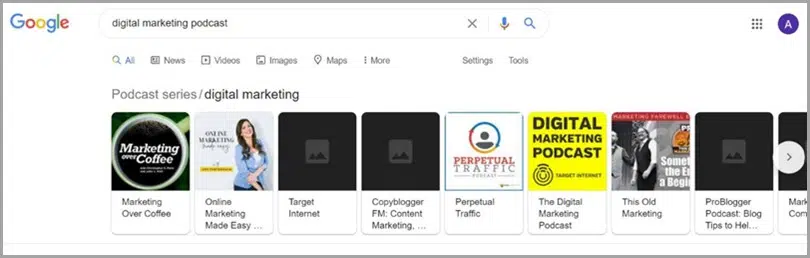 Google
digital marketing podcast
A
All News Videos Images Maps More Settings Tools
Podcast series/digital marketing
Marketing
over Coffee
ONLINE
MARKETING
made easy
PERPETUAL
TRAFFIC
PODCAST
DIGITAL
MARKETING
PODCAST
TARGET INTERNET
MARKETING FAREWELL
Marketing
Over Coffee
Online
Marketing
Made Easy ...
Target
Internet
Copyblogger
FM: Content
Marketing, ...
Perpetual
Traffic
The Digital
Marketing
Podcast
This Old
Marketing
ProBlogger
Podcast: Blog
Tips to Hel...
Mark
Com